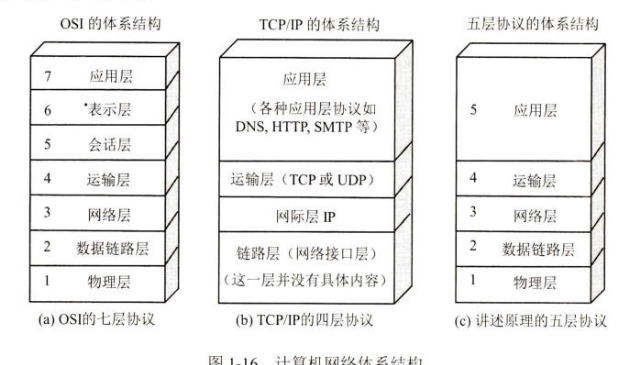 OSI 的体系结构
7 应用层
6 表示层
5 会话层
4 运输层
3 网络层
2 数据链路层
1 物理层
(a) OSI的七层协议
TCP/IP 的体系结构
应用层
（各种应用层协议如
DNS, HTTP, SMTP 等）
运输层（TCP 或 UDP）
网际层 IP
链路层（网络接口层）
（这一层并没有具体内容）
(b) TCP/IP的四层协议
五层协议的体系结构
5 应用层
4 运输层
3 网络层
2 数据链路层
1 物理层
(c) 讲述原理的五层协议
图 1-16 计算机网络体系结构